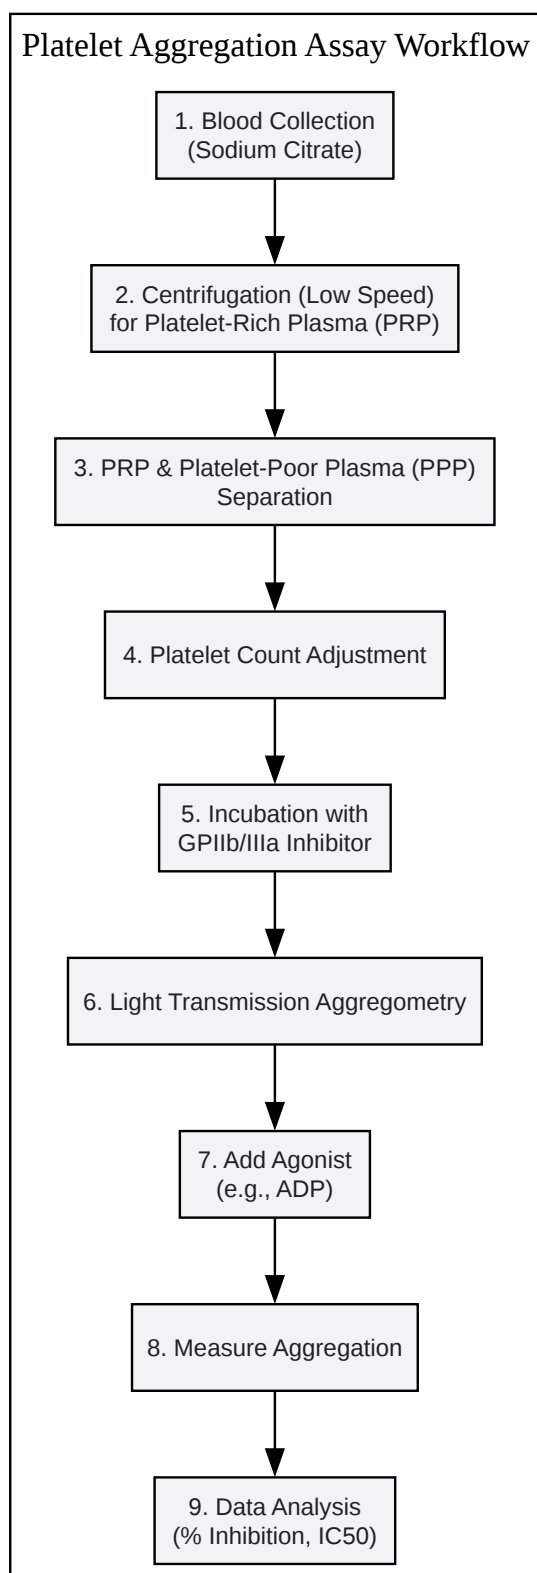 Platelet Aggregation Assay Workflow
1. Blood Collection
(Sodium Citrate)
2. Centrifugation (Low Speed)
for Platelet-Rich Plasma (PRP)
3. PRP & Platelet-Poor Plasma (PPP)
Separation
4. Platelet Count Adjustment
5. Incubation with
GPIIb/IIIa Inhibitor
6. Light Transmission Aggregometry
7. Add Agonist
(e.g., ADP)
8. Measure Aggregation
9. Data Analysis
(% Inhibition, IC50)